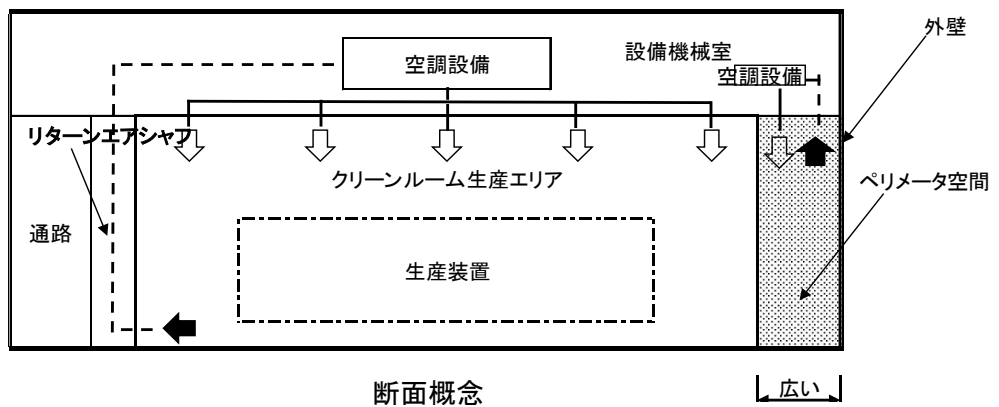 外壁
設備機械室
空調設備
空調設備
リターンエアシャフ
クリーンルーム生産エリア
ペリメータ空間
通路
生産装置
断面概念
広い